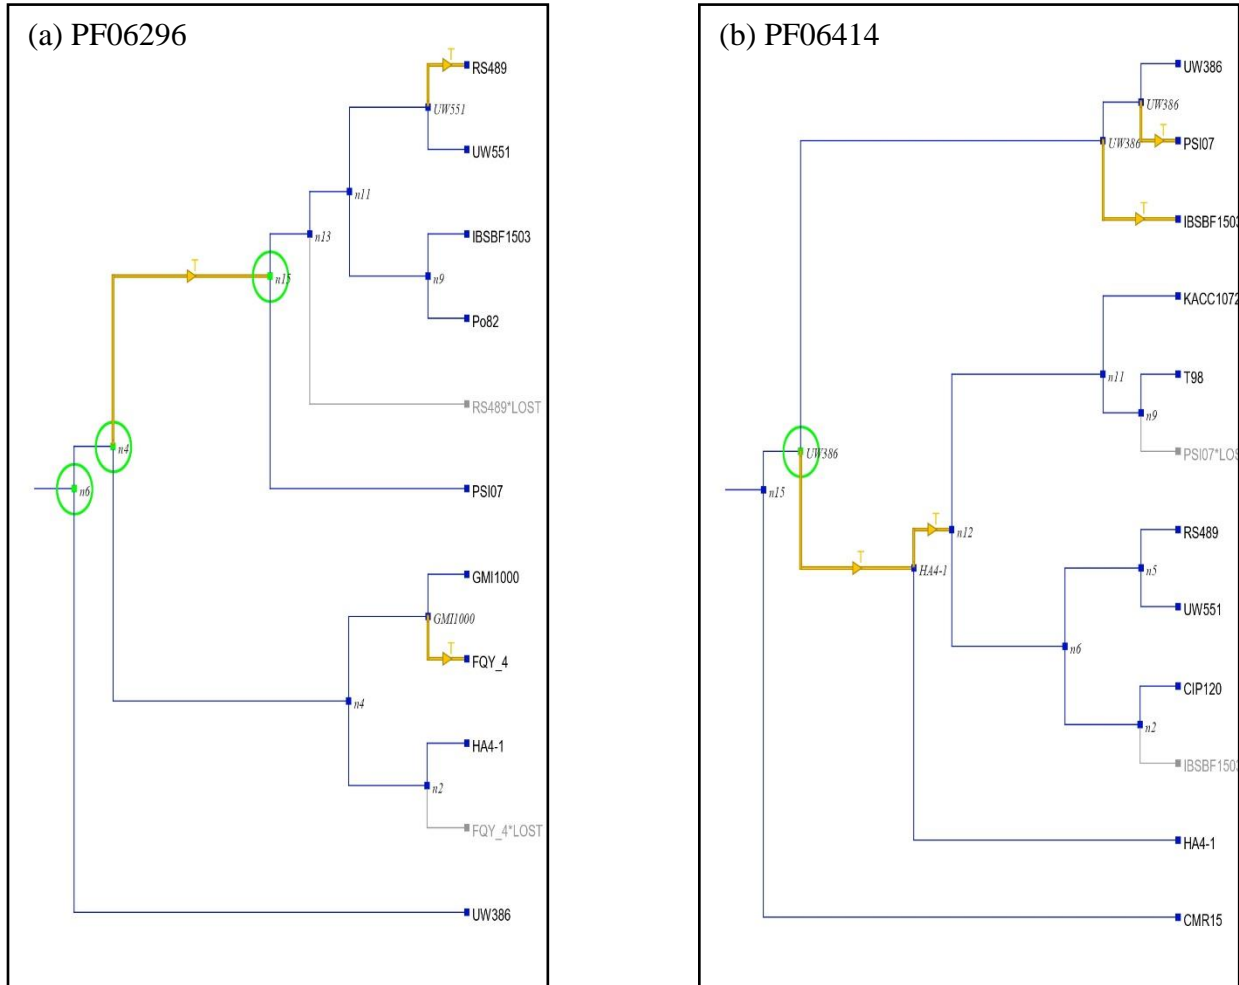 (a) PF06296
T
RS489
UW551
UW551
n11
n13
IBSBF1503
T
n15
n9
Po82
RS489*LOST
n4
n6
PSI07
GMI1000
GMI1000
T
FQY_4
n4
HA4-1
n2
FQY_4*LOST
UW386
(b) PF06414
UW386
UW386
T
PSI07
UW386
T
IBSBF1503
KACC1072
n11
T98
n9
PSI07*LOS
UW386
n15
T
n12
RS489
T
HA4-1
n5
UW551
n6
CIP120
n2
IBSBF1503
HA4-1
CMR15